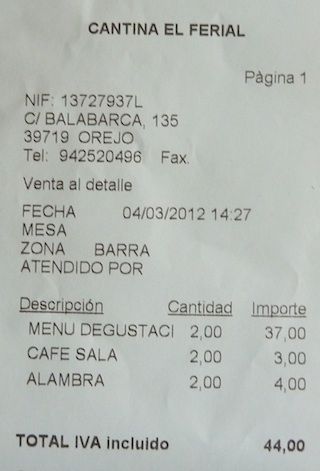 CANTINA EL FERIAL
Pàgina 1
NIF: 13727937L
C/ BALABARCA, 135
39719 OREJO
Tel: 942520496 Fax.
Venta al detalle
FECHA 04/03/2012 14:27
MESA
ZONA BARRA
ATENDIDO POR
Descripción Cantidad Importe
MENU DEGUSTACI 2,00 37,00
CAFE SALA 2,00 3,00
ALAMBRA 2,00 4,00
TOTAL IVA incluido 44,00